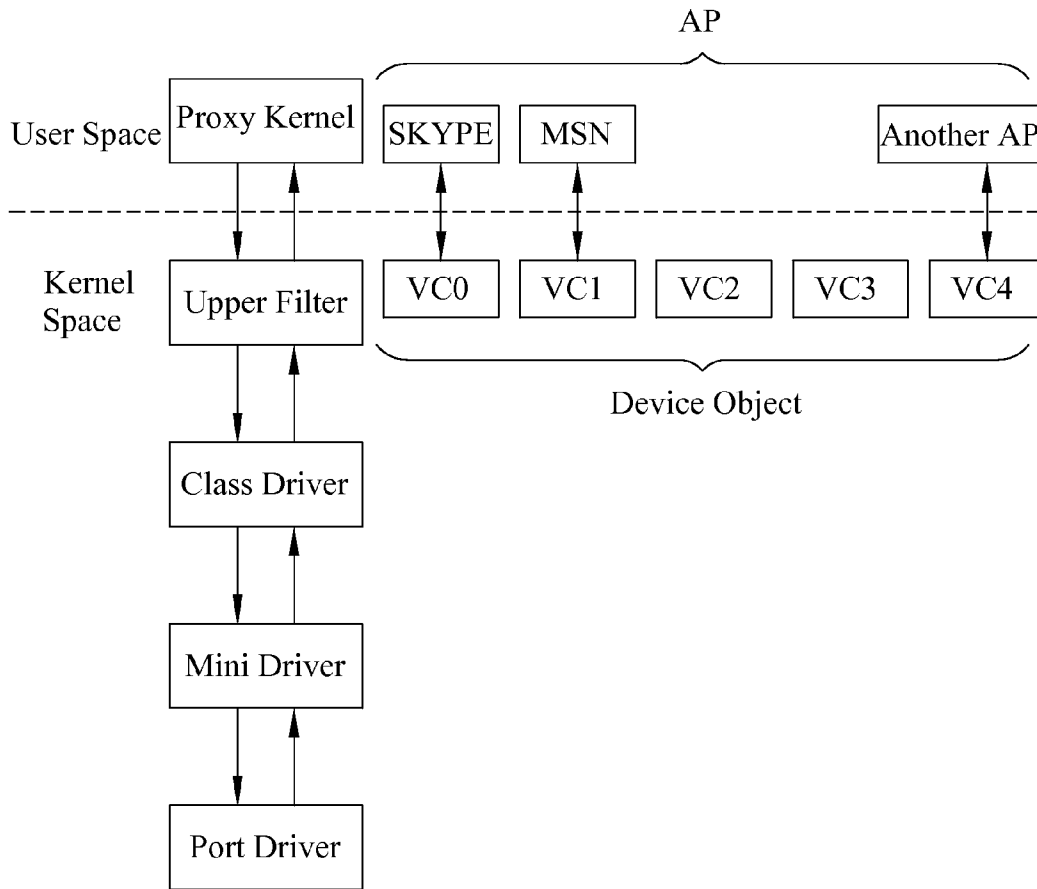 AP
User Space
Proxy Kernel
SKYPE
MSN
Another AP
Kernel
Space
Upper Filter
VC0
VC1
VC2
VC3
VC4
Device Object
Class Driver
Mini Driver
Port Driver